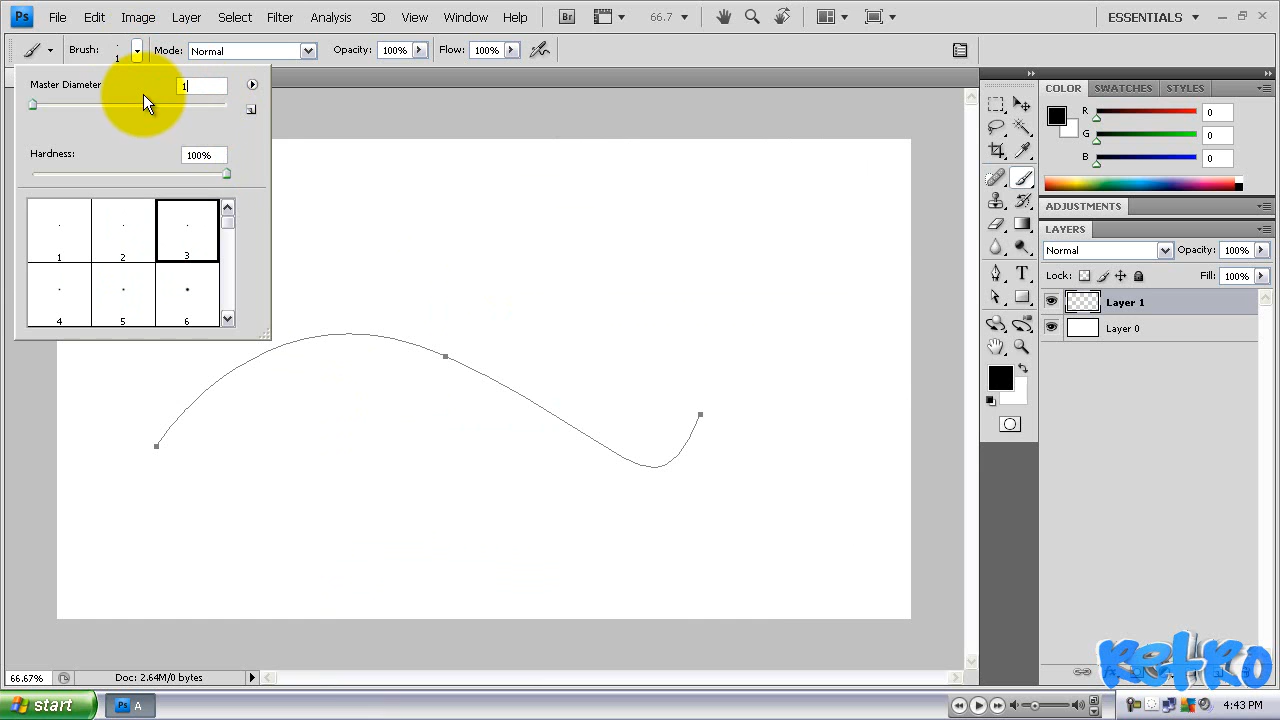 Ps File Edit Image Layer Select Filter Analysis 3D View Window Help Br 66.7 ESSENTIALS
Brush: 1 Mode: Normal Opacity: 100% Flow: 100%
Master Diameter 1
Hardness: 100%
1 2 3
4 5 6
COLOR SWATCHES STYLES
R 0
G 0
B 0
ADJUSTMENTS
LAYERS
Normal Opacity: 100%
Lock: Fill: 100%
Layer 1
Layer 0
T
66.67% Doc: 2.64M/0 bytes
retro
start Ps A 4:43 PM